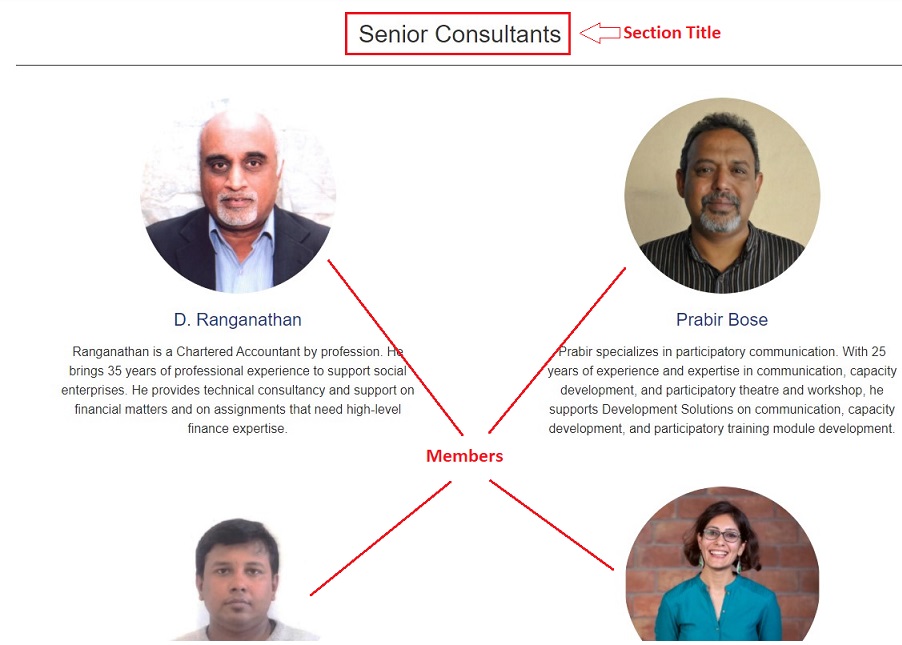 Senior Consultants
Section Title
D. Ranganathan
Ranganathan is a Chartered Accountant by profession. He
brings 35 years of professional experience to support social
enterprises. He provides technical consultancy and support on
financial matters and on assignments that need high-level
finance expertise.
Prabir Bose
Prabir specializes in participatory communication. With 25
years of experience and expertise in communication, capacity
development, and participatory theatre and workshop, he
supports Development Solutions on communication, capacity
development, and participatory training module development.
Members